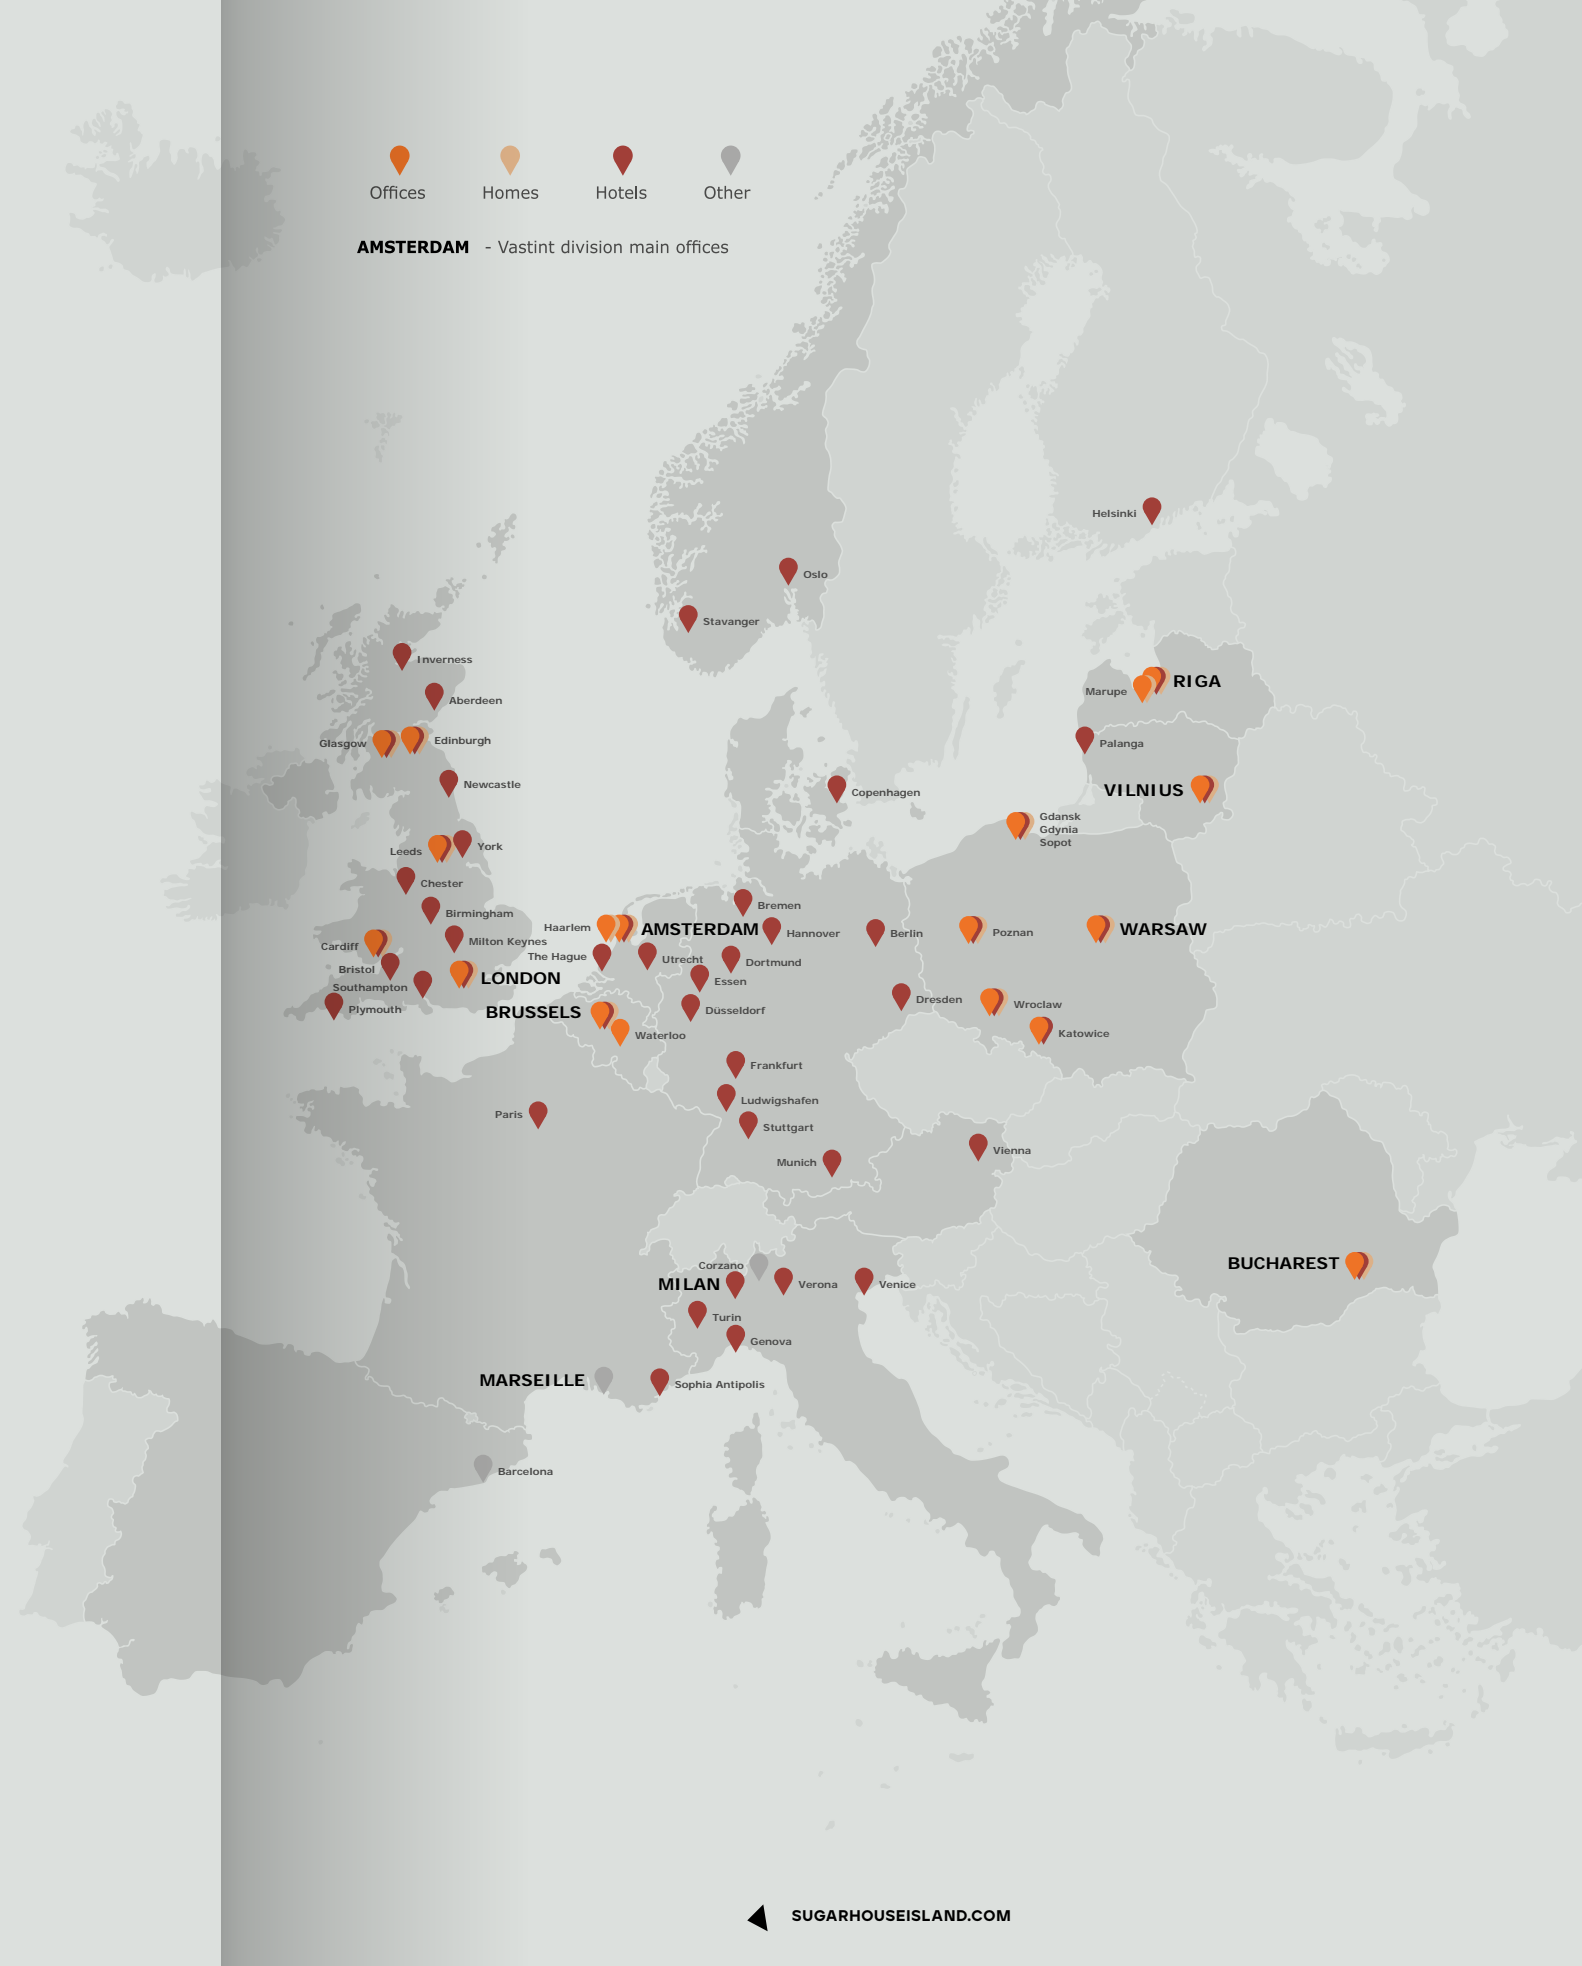 Offices Homes Hotels Other
AMSTERDAM - Vastint division main offices
Helsinki
Oslo
Stavanger
Inverness
RIGA
Marupe
Aberdeen
Edinburgh
Glasgow
Palanga
Newcastle
VILNIUS
Copenhagen
Gdansk
Gdynia
Sopot
York
Leeds
Chester
Bremen
Birmingham
Haarlem
AMSTERDAM
Hannover
Berlin
Poznan
WARSAW
Milton Keynes
Cardiff
The Hague
Utrecht
Dortmund
Bristol
LONDON
Essen
Southampton
Dresden
Wroclaw
Plymouth
Düsseldorf
BRUSSELS
Katowice
Waterloo
Frankfurt
Ludwigshafen
Paris
Stuttgart
Vienna
Munich
BUCHAREST
Corzano
MILAN
Verona
Venice
Turin
Genova
MARSEILLE
Sophia Antipolis
Barcelona
SUGARHOUSEISLAND.COM